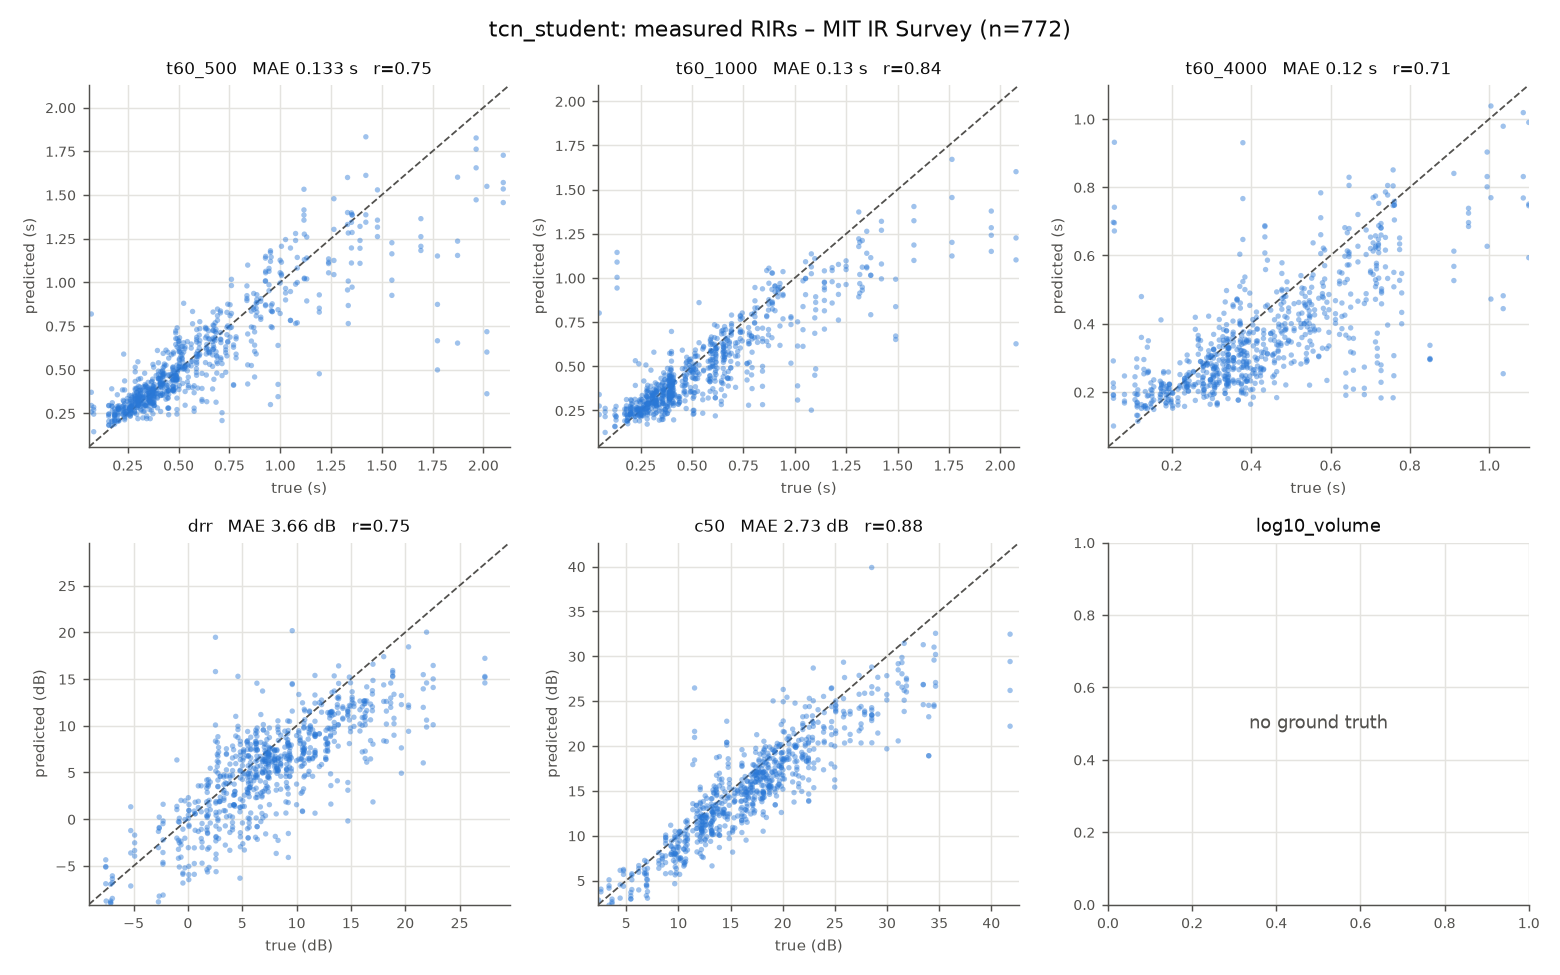 tcn_student: measured RIRs – MIT IR Survey (n=772)
t60_500   MAE 0.133 s   r=0.75
2.00
1.75
1.50
1.25
1.00
0.75
0.50
0.25
predicted (s)
0.25 0.50 0.75 1.00 1.25 1.50 1.75 2.00
true (s)
t60_1000   MAE 0.13 s   r=0.84
2.00
1.75
1.50
1.25
1.00
0.75
0.50
0.25
predicted (s)
0.25 0.50 0.75 1.00 1.25 1.50 1.75 2.00
true (s)
t60_4000   MAE 0.12 s   r=0.71
1.0
0.8
0.6
0.4
0.2
predicted (s)
0.2 0.4 0.6 0.8 1.0
true (s)
drr   MAE 3.66 dB   r=0.75
25
20
15
10
5
0
−5
predicted (dB)
−5 0 5 10 15 20 25
true (dB)
c50   MAE 2.73 dB   r=0.88
40
35
30
25
20
15
10
5
predicted (dB)
5 10 15 20 25 30 35 40
true (dB)
log10_volume
1.0
0.8
0.6
no ground truth
0.4
0.2
0.0
0.0 0.2 0.4 0.6 0.8 1.0